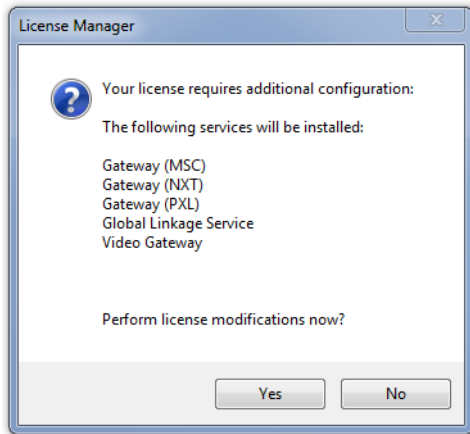 License Manager
Your license requires additional configuration:
The following services will be installed:
Gateway (MSC)
Gateway (NXT)
Gateway (PXL)
Global Linkage Service
Video Gateway
Perform license modifications now?
Yes
No